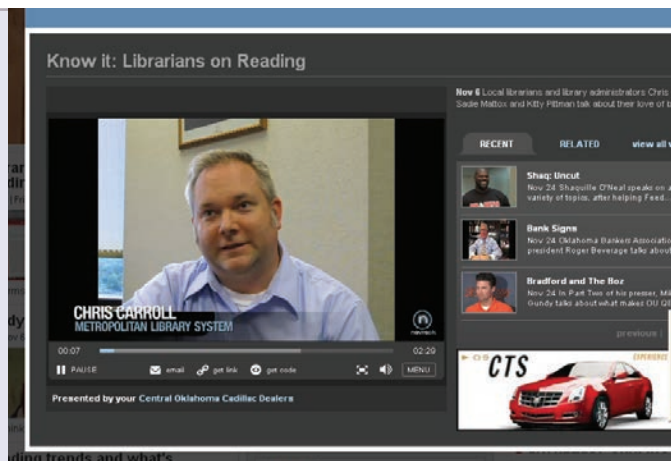 Know it: Librarians on Reading
Nov 6 Local librarians and library administrators Chris
Sadie Mattox and Kitty Pittman talk about their love of
RECENT RELATED view all
Shaq: Uncut
Nov 24 Shaquille O'Neal speaks on
variety of topics, after helping Feed...
Bank Signs
Nov 24 Oklahoma Bankers Association
president Roger Beverage talks about
Bradford and The Boz
Nov 24 In Part Two of his presser,
Gundy talks about what makes OU
previous
CHRIS CARROLL
METROPOLITAN LIBRARY SYSTEM
00:07 02:29
PAUSE email get link get code MENU
Presented by your Central Oklahoma Cadillac Dealers
CTS
EXPERIENCE
ding trends and what's